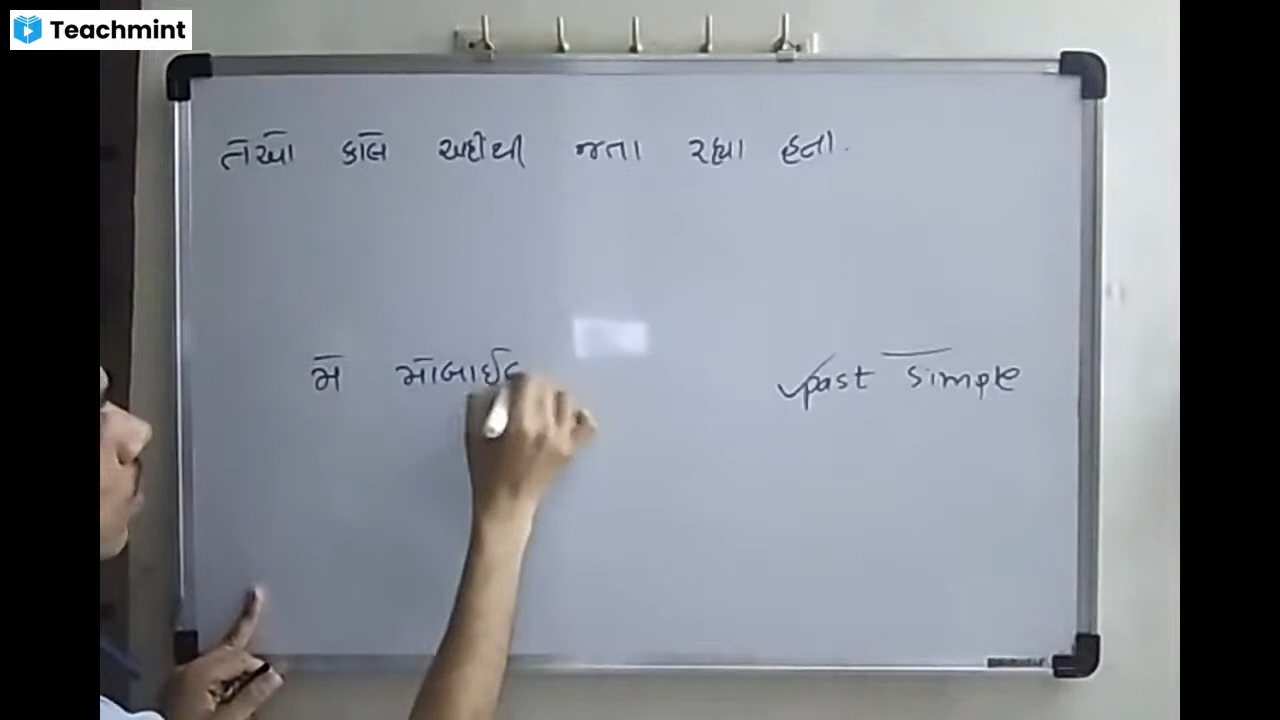 Teachmint
તેઓ કાલે અહીંથી જતા રહ્યા હતા.
મેં મોબાઈલ
past simple